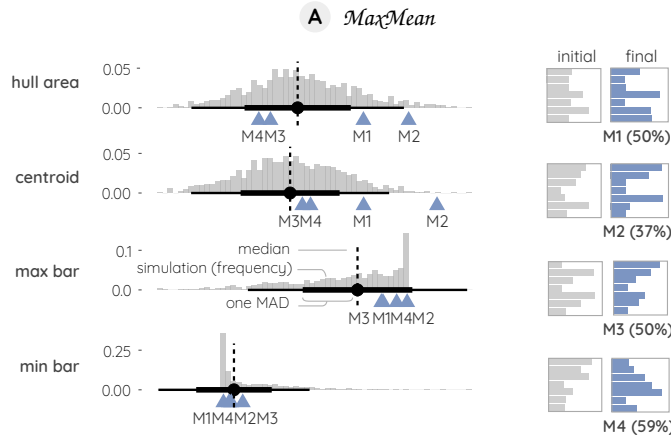 A MaxMean
initial final
hull area
0.05
0.00
M4M3 M1 M2
M1 (50%)
centroid
0.05
0.00
M3M4 M1 M2
M2 (37%)
max bar
0.1
0.0
median
simulation (frequency)
one MAD
M3 M1M4M2
M3 (50%)
min bar
0.25
0.00
M1M4M2M3
M4 (59%)